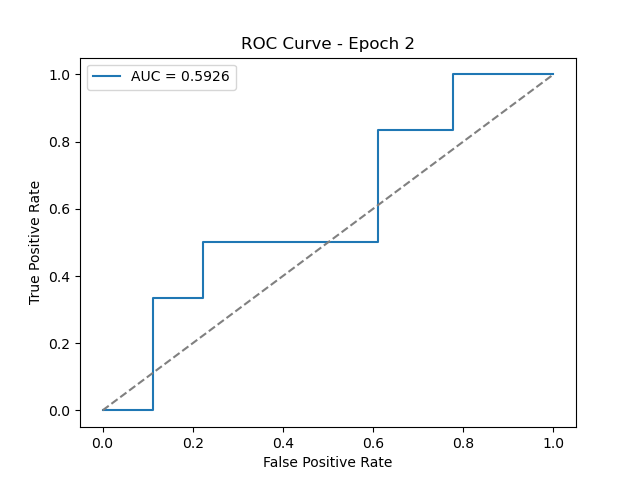 ROC Curve - Epoch 2
AUC = 0.5926
True Positive Rate
1.0
0.8
0.6
0.4
0.2
0.0
0.0 0.2 0.4 0.6 0.8 1.0
False Positive Rate